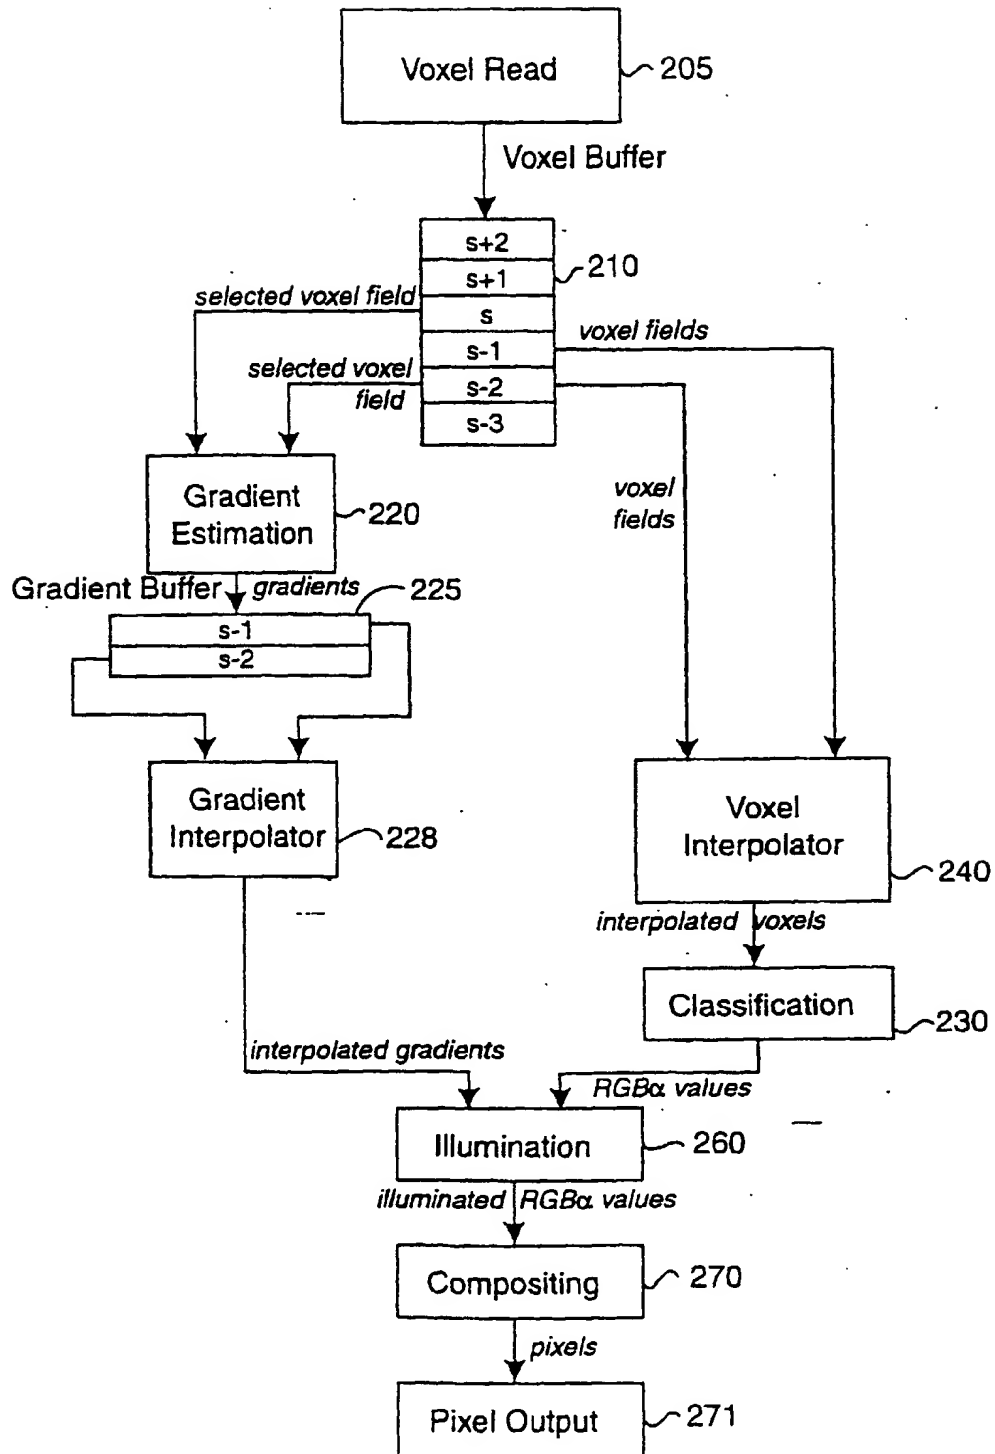 Voxel Read
205
Voxel Buffer
s+2
s+1
210
selected voxel field
s
voxel fields
s-1
selected voxel
field
s-2
s-3
voxel
fields
Gradient
Estimation
220
Gradient Buffer
gradients
225
s-1
s-2
Gradient
Interpolator
228
Voxel
Interpolator
240
interpolated voxels
Classification
230
interpolated gradients
RGBα values
Illumination
260
illuminated RGBα values
Compositing
270
pixels
Pixel Output
271